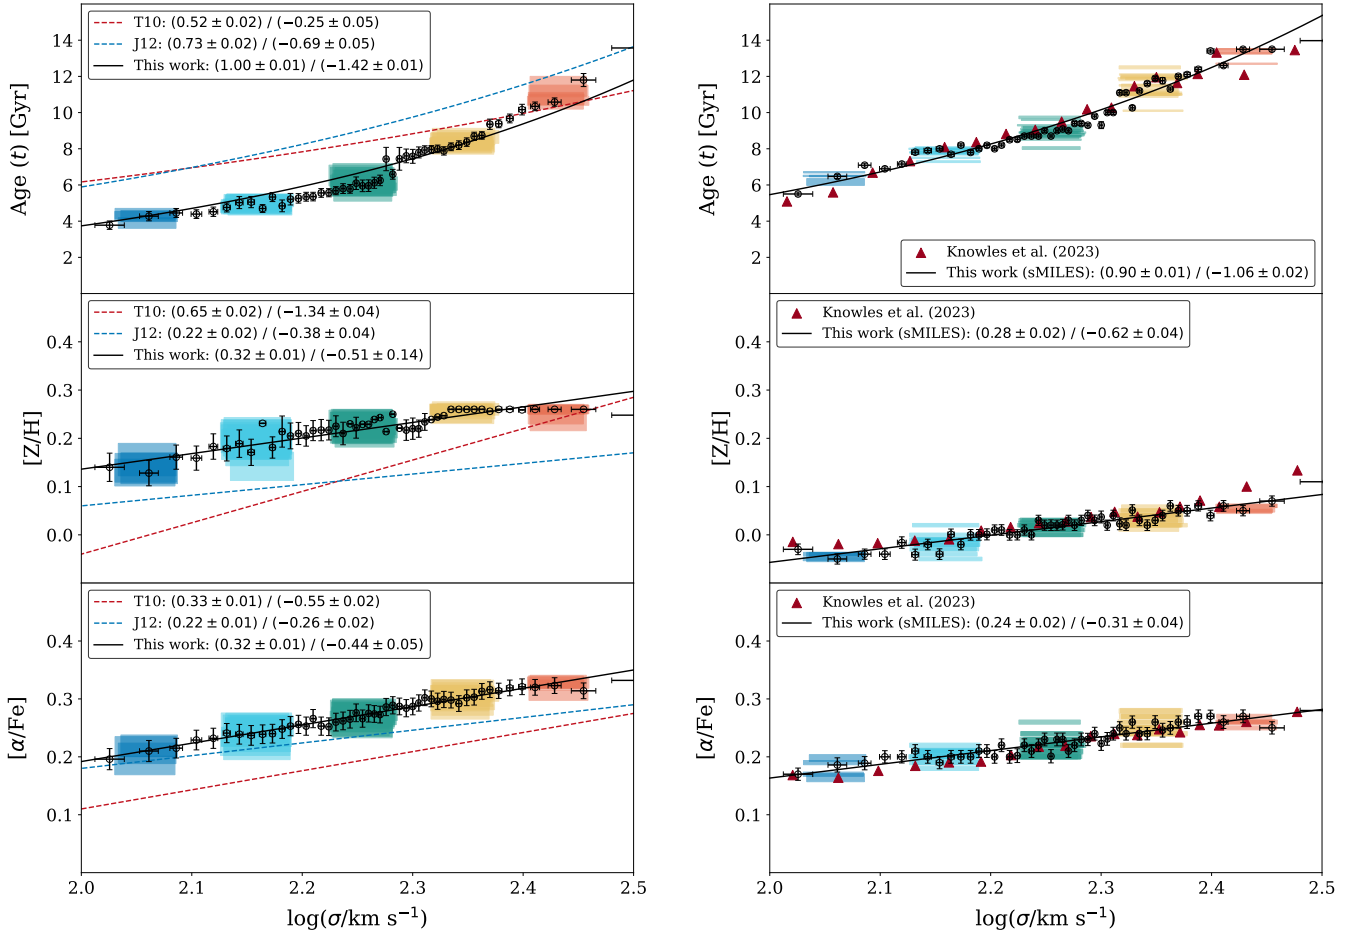 T10: (0.52 ± 0.02) / (−0.25 ± 0.05)
J12: (0.73 ± 0.02) / (−0.69 ± 0.05)
This work: (1.00 ± 0.01) / (−1.42 ± 0.01)
14
12
10
8
6
4
2
Age (t) [Gyr]
14
12
10
8
6
4
2
Age (t) [Gyr]
Knowles et al. (2023)
This work (sMILES): (0.90 ± 0.01) / (−1.06 ± 0.02)
T10: (0.65 ± 0.02) / (−1.34 ± 0.04)
J12: (0.22 ± 0.02) / (−0.38 ± 0.04)
This work: (0.32 ± 0.01) / (−0.51 ± 0.14)
0.4
0.3
0.2
0.1
0.0
[Z/H]
Knowles et al. (2023)
This work (sMILES): (0.28 ± 0.02) / (−0.62 ± 0.04)
0.4
0.3
0.2
0.1
0.0
[Z/H]
T10: (0.33 ± 0.01) / (−0.55 ± 0.02)
J12: (0.22 ± 0.01) / (−0.26 ± 0.02)
This work: (0.32 ± 0.01) / (−0.44 ± 0.05)
0.4
0.3
0.2
0.1
[α/Fe]
2.0 2.1 2.2 2.3 2.4 2.5
log(σ/km s⁻¹)
Knowles et al. (2023)
This work (sMILES): (0.24 ± 0.02) / (−0.31 ± 0.04)
0.4
0.3
0.2
0.1
[α/Fe]
2.0 2.1 2.2 2.3 2.4 2.5
log(σ/km s⁻¹)